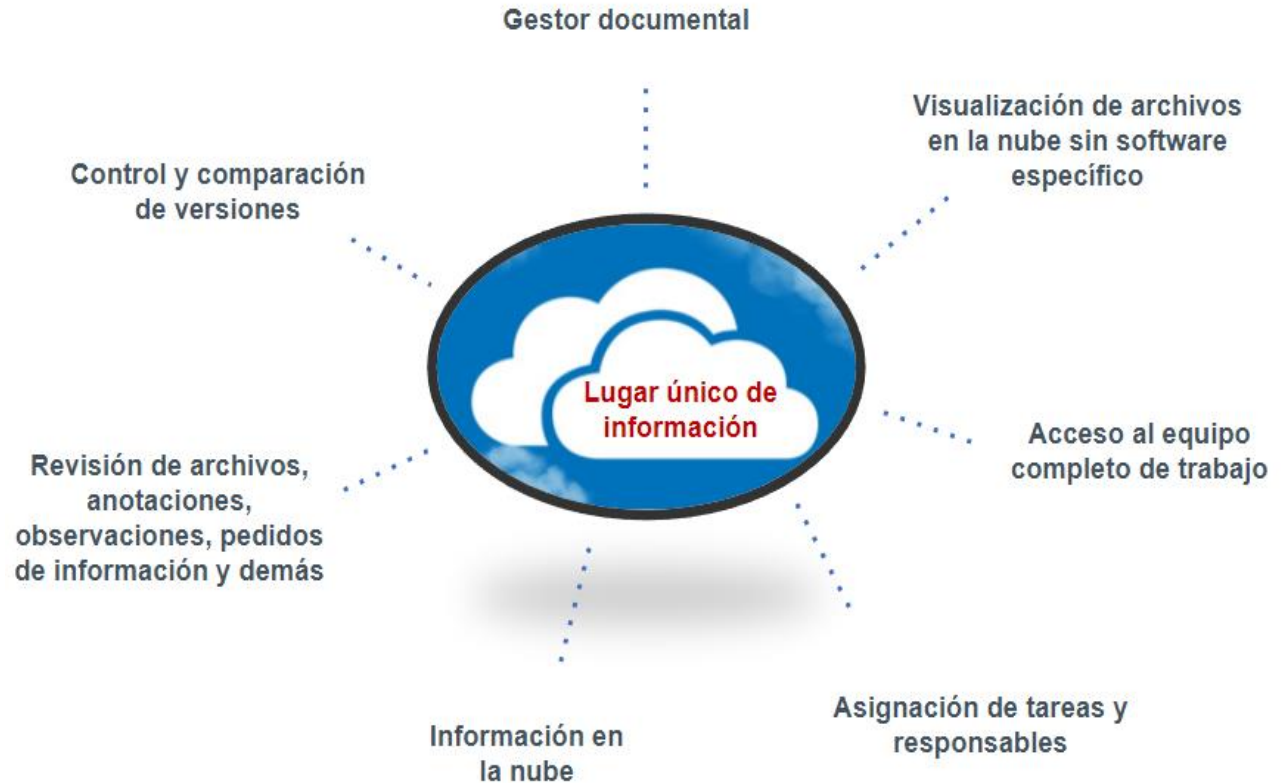 Gestor documental
Visualización de archivos
en la nube sin software
específico
Control y comparación
de versiones
Lugar único de
información
Acceso al equipo
completo de trabajo
Revisión de archivos,
anotaciones,
observaciones, pedidos
de información y demás
Asignación de tareas y
responsables
Información en
la nube